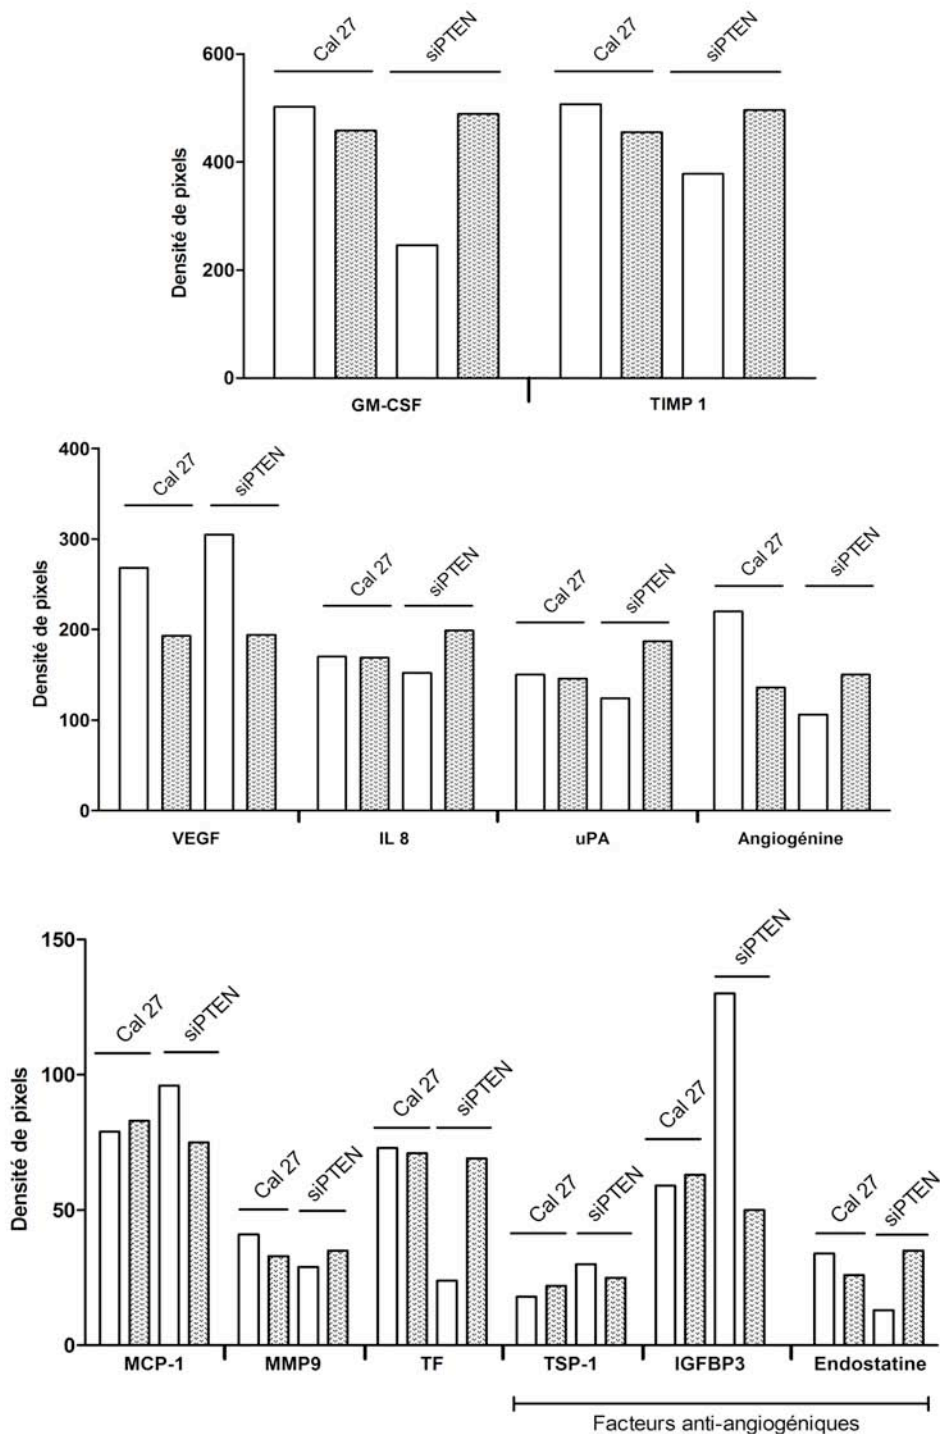 Cal 27 siPTEN Cal 27 siPTEN
600
400
200
0
Densité de pixels
GM-CSF TIMP 1
400
300
200
100
0
Densité de pixels
Cal 27 siPTEN
Cal 27 siPTEN
Cal 27 siPTEN
Cal 27 siPTEN
VEGF IL 8 uPA Angiogénine
150
100
50
0
Densité de pixels
Cal 27 siPTEN
Cal 27 siPTEN
Cal 27 siPTEN
Cal 27 siPTEN
Cal 27 siPTEN
Cal 27 siPTEN
MCP-1 MMP9 TF TSP-1 IGFBP3 Endostatine
Facteurs anti-angiogéniques